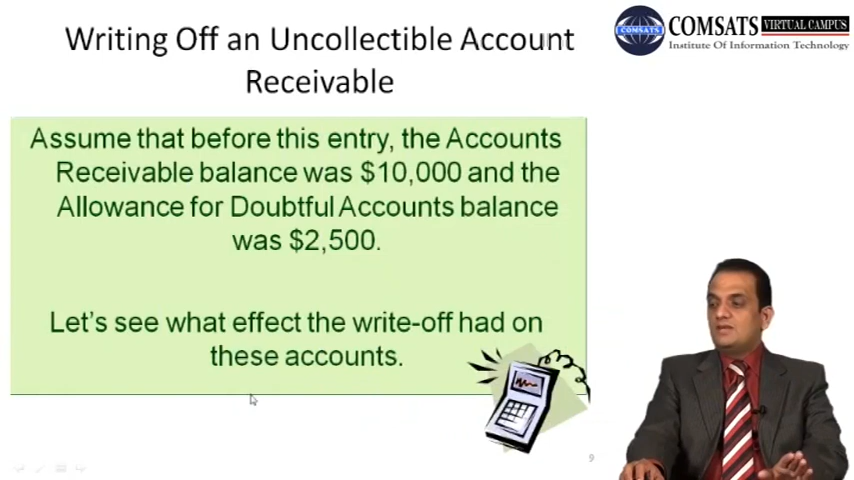 Writing Off an Uncollectible Account
Receivable
COMSATS
COMSATS VIRTUAL CAMPUS
Institute Of Information Technology
Assume that before this entry, the Accounts
Receivable balance was $10,000 and the
Allowance for Doubtful Accounts balance
was $2,500.
Let's see what effect the write-off had on
these accounts.
9